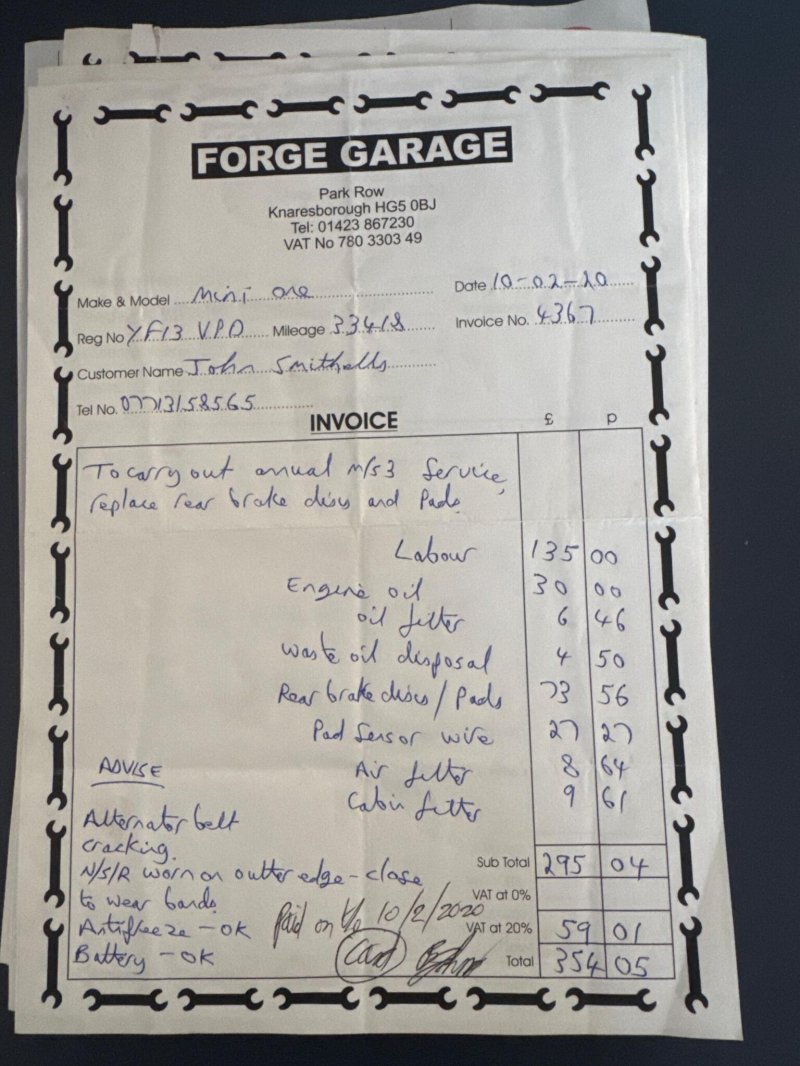 FORGE GARAGE
Park Row
Knaresborough HG5 0BJ
Tel: 01423 867230
VAT No 780 3303 49
Make & Model Mini One
Date 10-02-20
Reg No YF13 VPD Mileage 33418
Invoice No. 4367
Customer Name John Smithells
Tel No. 07713158565
INVOICE £ p
To carry out annual m/s3 Service,
replace rear brake discs and Pads.
Labour 135 00
Engine oil 30 00
oil filter 6 46
Waste oil disposal 4 50
Rear brake discs / Pads 73 56
Pad Sensor wire 27 27
ADVISE
Air filter 8 64
Cabin filter 9 61
Alternator belt
cracking.
Sub Total 295 04
N/S/R worn on outter edge - close
to wear bands.
VAT at 0%
Paid on 10/2/2020
Antifreeze - OK
VAT at 20% 59 01
Battery - OK
Card
Total 354 05